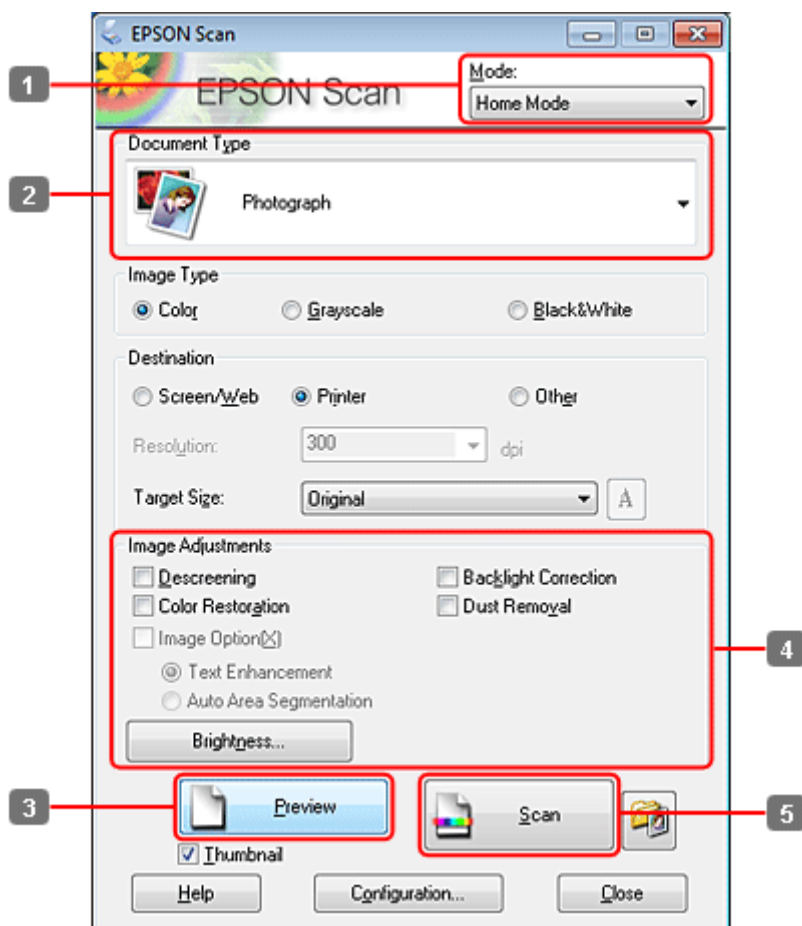 EPSON Scan
EPSON Scan
Mode:
1
Home Mode
Document Type
2
Photograph
Image Type
Color Grayscale Black&White
Destination
Screen/Web Printer Other
Resolution: 300 dpi
Target Size: Original A
Image Adjustments
Descreening Backlight Correction
Color Restoration Dust Removal
Image Option(X)
4
Text Enhancement
Auto Area Segmentation
Brightness...
3 Preview Scan 5
Thumbnail
Help Configuration... Close